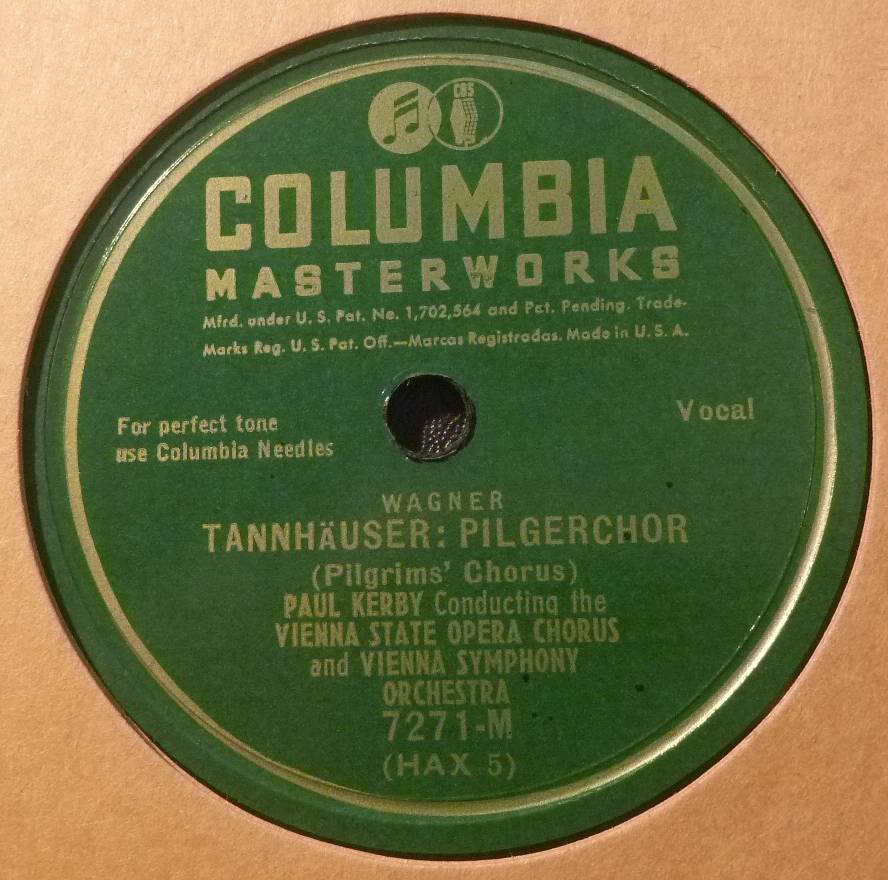 CBS
COLUMBIA
MASTERWORKS
Mfrd. under U. S. Pat. No. 1,702,564 and Pct. Pending. Trade-
Marks Reg. U. S. Pat. Off.—Marcas Registradas. Made in U. S. A.
For perfect tone
use Columbia Needles
Vocal
WAGNER
TANNHÄUSER: PILGERCHOR
(Pilgrims' Chorus)
PAUL KERBY Conducting the
VIENNA STATE OPERA CHORUS
and VIENNA SYMPHONY
ORCHESTRA
7271-M
(HAX 5)